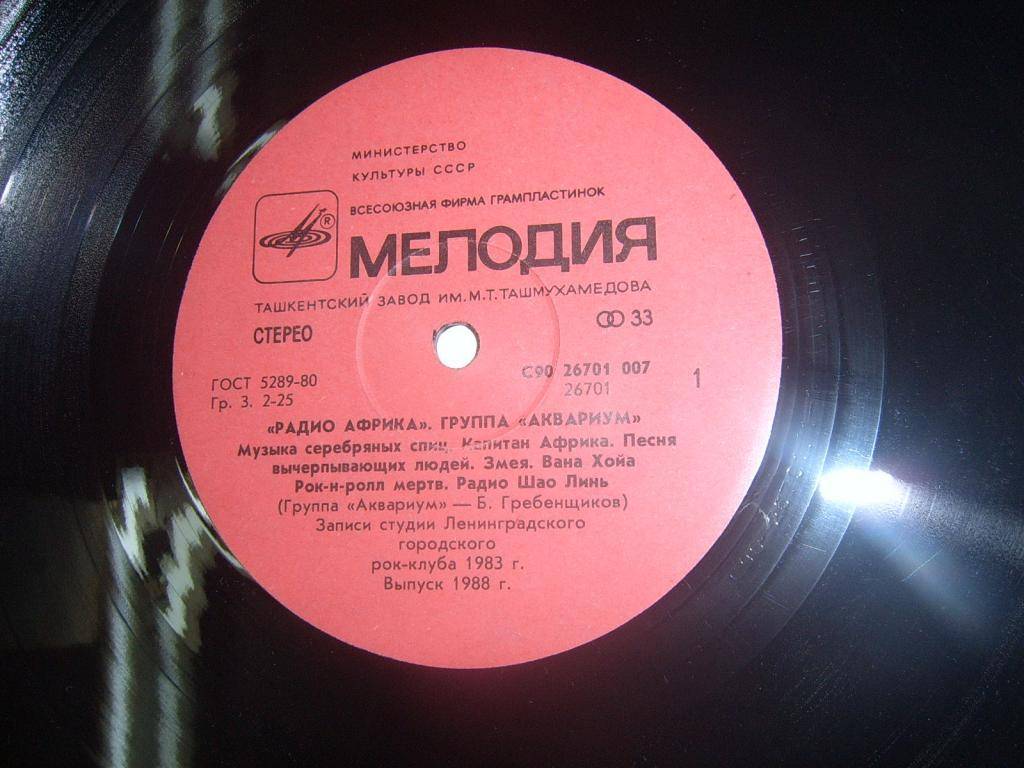 МИНИСТЕРСТВО
КУЛЬТУРЫ СССР
ВСЕСОЮЗНАЯ ФИРМА ГРАМПЛАСТИНОК
®
МЕЛОДИЯ
ТАШКЕНТСКИЙ ЗАВОД ИМ.М.Т.ТАШМУХАМЕДОВА
СТЕРЕО
33
ГОСТ 5289-80
Гр. 3. 2-25
С90 26701 007
26701
1
«РАДИО АФРИКА». ГРУППА «АКВАРИУМ»
Музыка серебряных спиц. Капитан Африка. Песня
вычерпывающих людей. Змея. Вана Хойа
Рок-н-ролл мертв. Радио Шао Линь
(Группа «Аквариум» — Б. Гребенщиков)
Записи студии Ленинградского
городского
рок-клуба 1983 г.
Выпуск 1988 г.